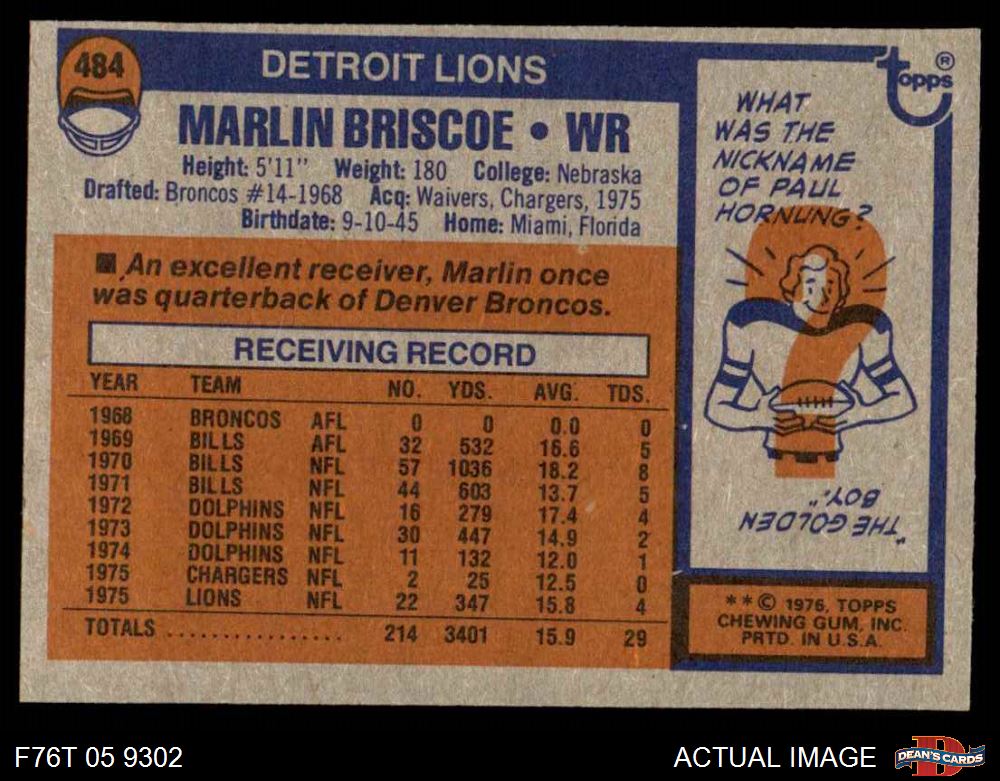 484
DETROIT LIONS
MARLIN BRISCOE • WR
Height: 5'11" Weight: 180 College: Nebraska
Drafted: Broncos #14-1968 Acq: Waivers, Chargers, 1975
Birthdate: 9-10-45 Home: Miami, Florida
■ An excellent receiver, Marlin once
was quarterback of Denver Broncos.
RECEIVING RECORD
YEAR TEAM NO. YDS. AVG. TDS.
1968 BRONCOS AFL 0 0 0.0 0
1969 BILLS AFL 32 532 16.6 5
1970 BILLS NFL 57 1036 18.2 8
1971 BILLS NFL 44 603 13.7 5
1972 DOLPHINS NFL 16 279 17.4 4
1973 DOLPHINS NFL 30 447 14.9 2
1974 DOLPHINS NFL 11 132 12.0 1
1975 CHARGERS NFL 2 25 12.5 0
1975 LIONS NFL 22 347 15.8 4
TOTALS ................ 214 3401 15.9 29
topps ®
WHAT
WAS THE
NICKNAME
OF PAUL
HORNUNG?
"THE GOLDEN
BOY."
**© 1976, TOPPS
CHEWING GUM, INC.
PRTD. IN U.S.A.
F76T 05 9302
ACTUAL IMAGE
D
DEAN'S CARDS